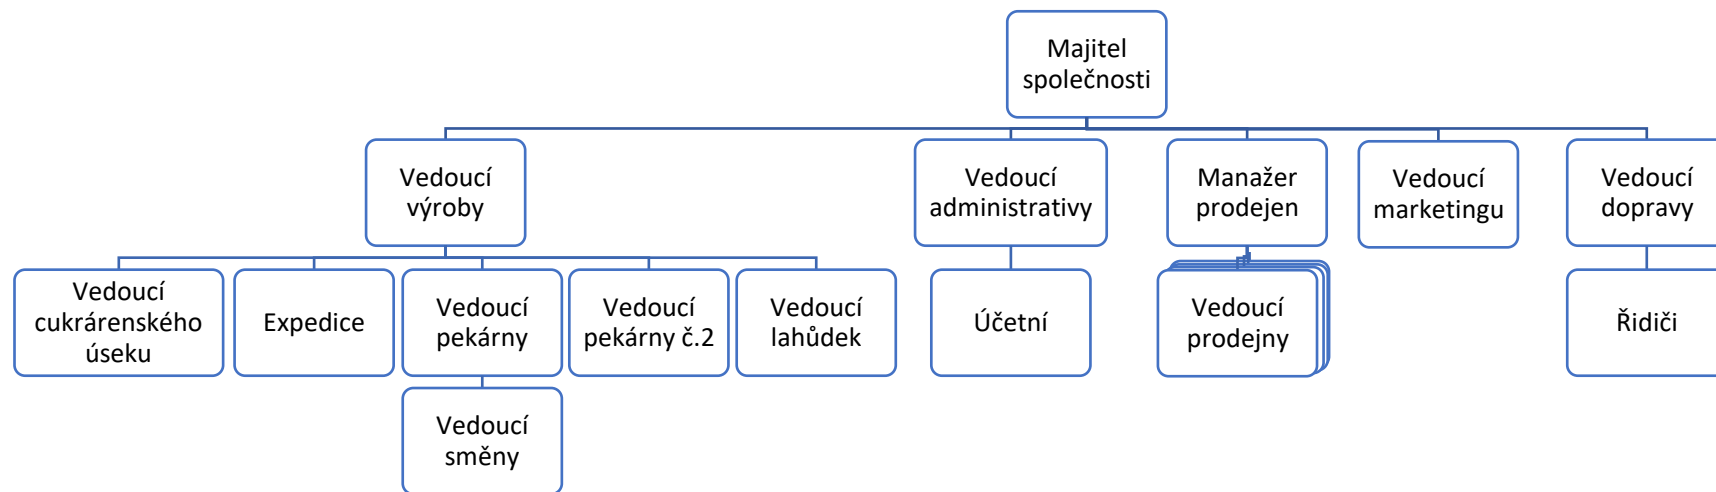 Majitel
společnosti
Vedoucí
výroby
Vedoucí
administrativy
Manažer
prodejen
Vedoucí
marketingu
Vedoucí
dopravy
Vedoucí
cukrárenského
úseku
Expedice
Vedoucí
pekárny
Vedoucí
pekárny č.2
Vedoucí
lahůdek
Účetní
Vedoucí
prodejny
Řidiči
Vedoucí
směny